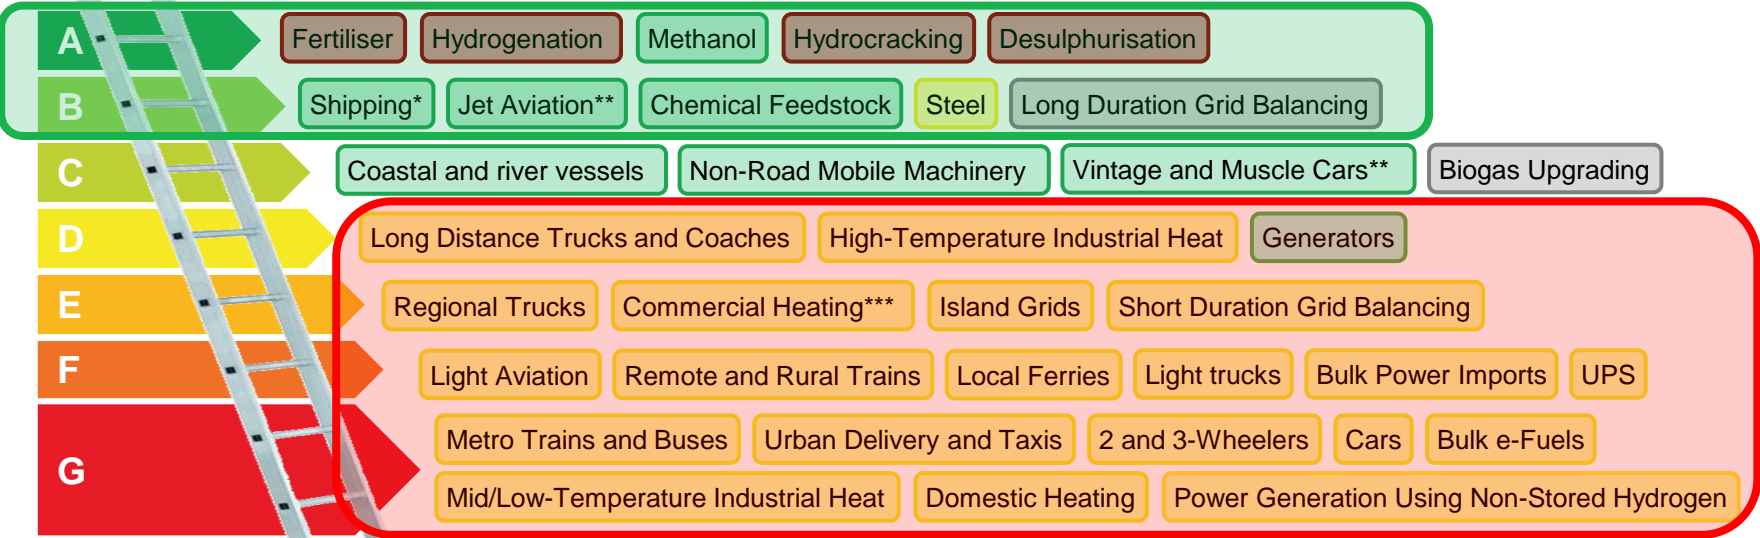 A Fertiliser Hydrogenation Methanol Hydrocracking Desulphurisation
B Shipping* Jet Aviation** Chemical Feedstock Steel Long Duration Grid Balancing
C Coastal and river vessels Non-Road Mobile Machinery Vintage and Muscle Cars** Biogas Upgrading
D Long Distance Trucks and Coaches High-Temperature Industrial Heat Generators
E Regional Trucks Commercial Heating*** Island Grids Short Duration Grid Balancing
F Light Aviation Remote and Rural Trains Local Ferries Light trucks Bulk Power Imports UPS
G Metro Trains and Buses Urban Delivery and Taxis 2 and 3-Wheelers Cars Bulk e-Fuels
Mid/Low-Temperature Industrial Heat Domestic Heating Power Generation Using Non-Stored Hydrogen